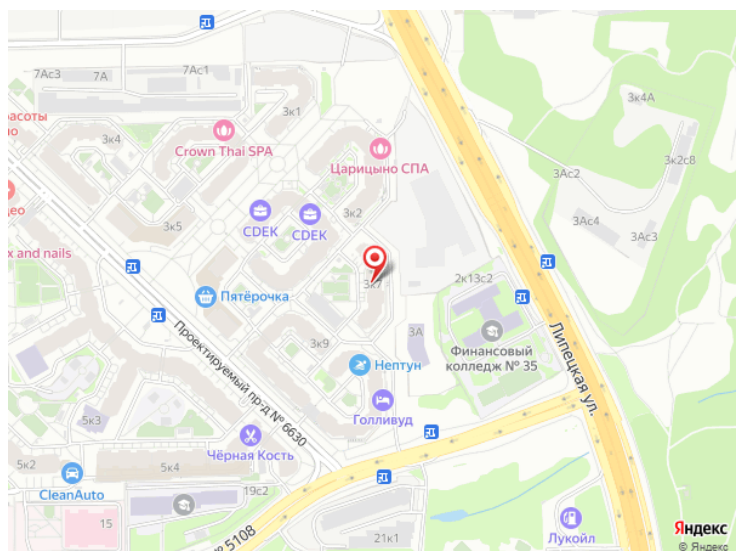 7Ас3
7А
7Ас1
3к1
3к4А
расоты
но
3к4
Crown Thai SPA
Царицыно СПА
3к2с8
3Ас2
део
3к5
CDEK
CDEK
3к2
3Ас4
3Ас3
x and nails
3к7
2к13с2
Пятёрочка
Проектируемый пр-д № 6630
3к9
3А
Финансовый
колледж № 35
Липецкая ул.
Нептун
5к3
Голливуд
Чёрная Кость
5к2
5к4
CleanAuto
19с2
15
№ 5108
21к1
Лукойл
Яндекс
© Яндекс